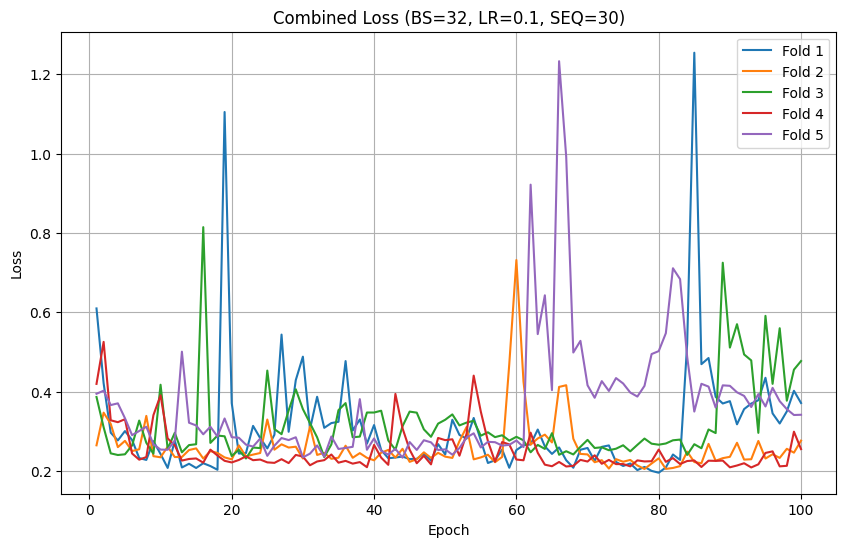 Combined Loss (BS=32, LR=0.1, SEQ=30)
Loss
1.2
1.0
0.8
0.6
0.4
0.2
0 20 40 60 80 100
Epoch
Fold 1
Fold 2
Fold 3
Fold 4
Fold 5